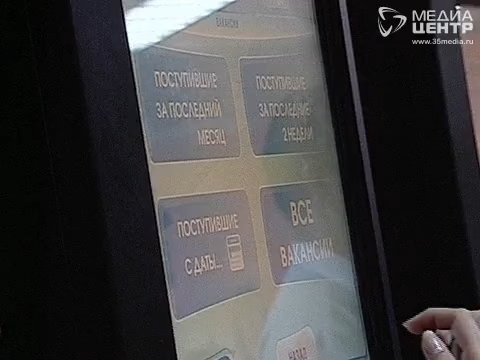 МЕДИА
ЦЕНТР
www.35media.ru
ВАКАНСИИ
ПОСТУПИВШИЕ
ЗА ПОСЛЕДНИЙ
МЕСЯЦ
ПОСТУПИВШИЕ
ЗА ПОСЛЕДНИЕ
2 НЕДЕЛИ
ПОСТУПИВШИЕ
С ДАТЫ...
ВСЕ
ВАКАНСИИ
НАЗАД